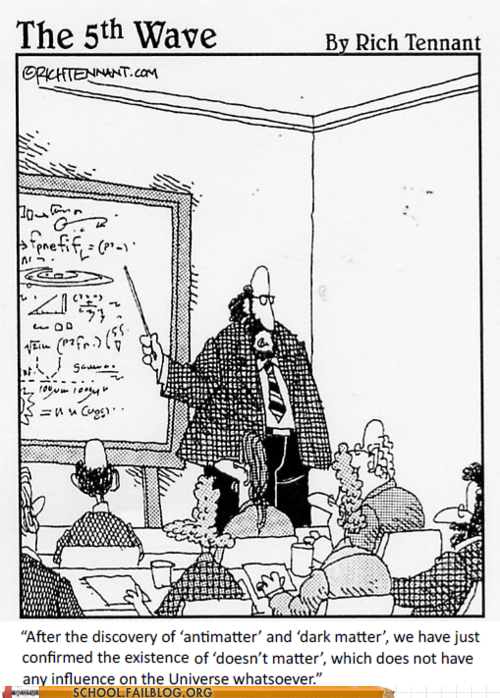 The 5th Wave
By Rich Tennant
©RICHTENNANT.COM
"After the discovery of 'antimatter' and 'dark matter', we have just
confirmed the existence of 'doesn't matter', which does not have
any influence on the Universe whatsoever."
SCHOOL.FAILBLOG.ORG